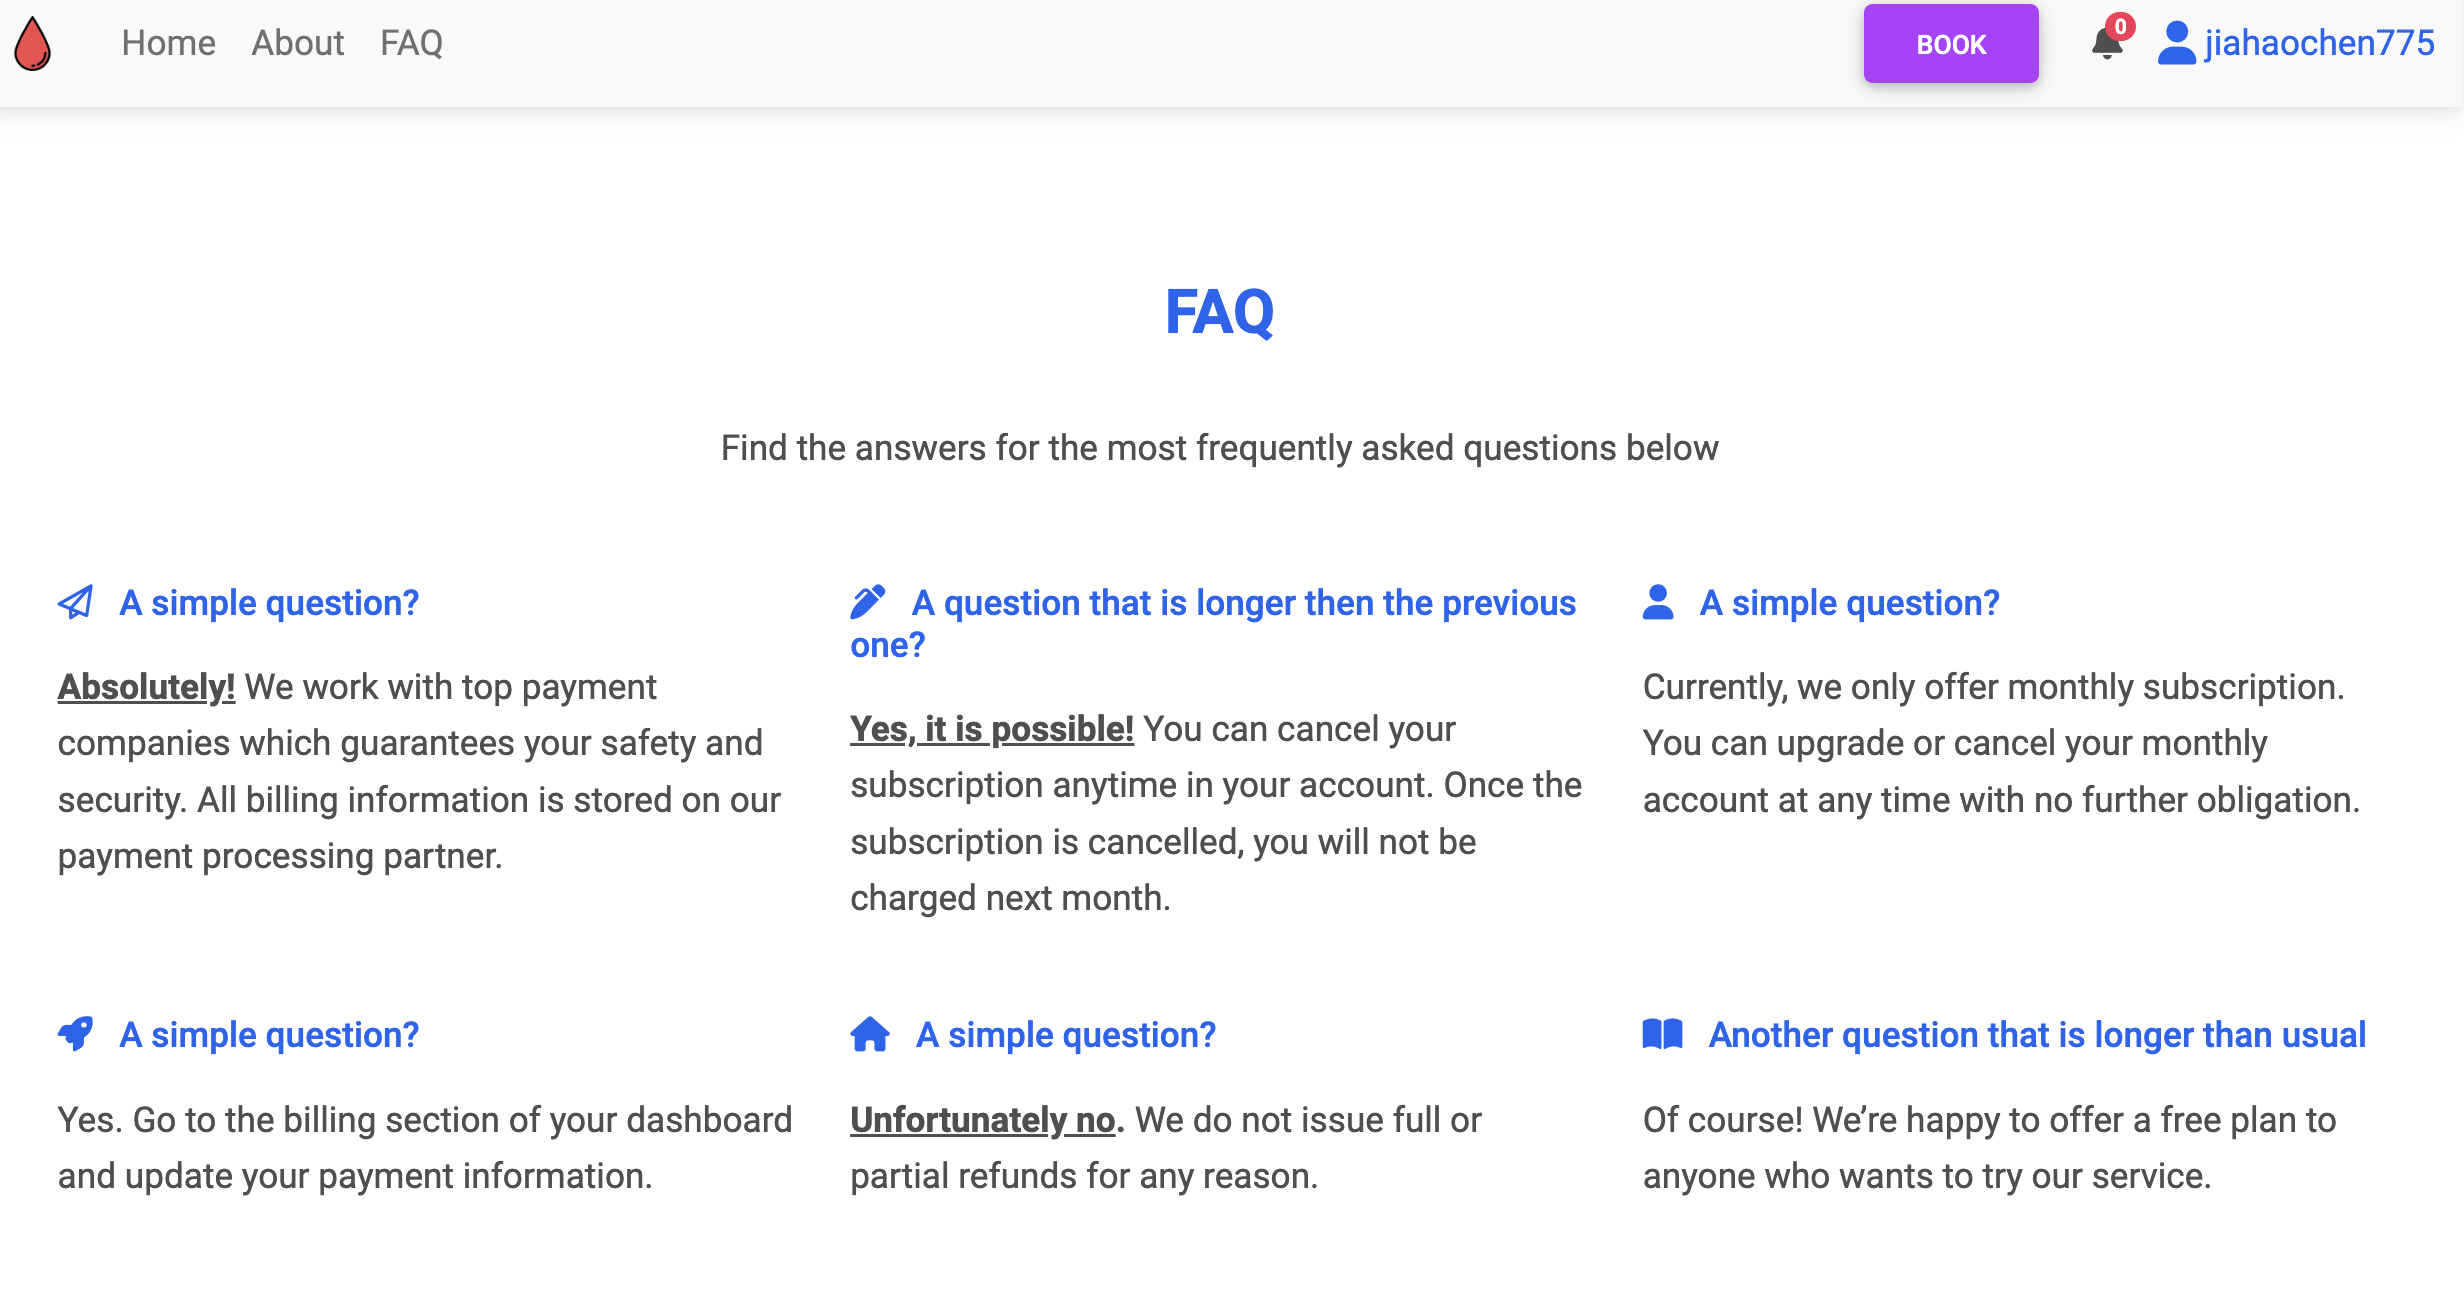 Home About FAQ BOOK 0 jiahaochen775
FAQ
Find the answers for the most frequently asked questions below
A simple question?
Absolutely! We work with top payment
companies which guarantees your safety and
security. All billing information is stored on our
payment processing partner.
A question that is longer then the previous
one?
Yes, it is possible! You can cancel your
subscription anytime in your account. Once the
subscription is cancelled, you will not be
charged next month.
A simple question?
Currently, we only offer monthly subscription.
You can upgrade or cancel your monthly
account at any time with no further obligation.
A simple question?
Yes. Go to the billing section of your dashboard
and update your payment information.
A simple question?
Unfortunately no. We do not issue full or
partial refunds for any reason.
Another question that is longer than usual
Of course! We’re happy to offer a free plan to
anyone who wants to try our service.